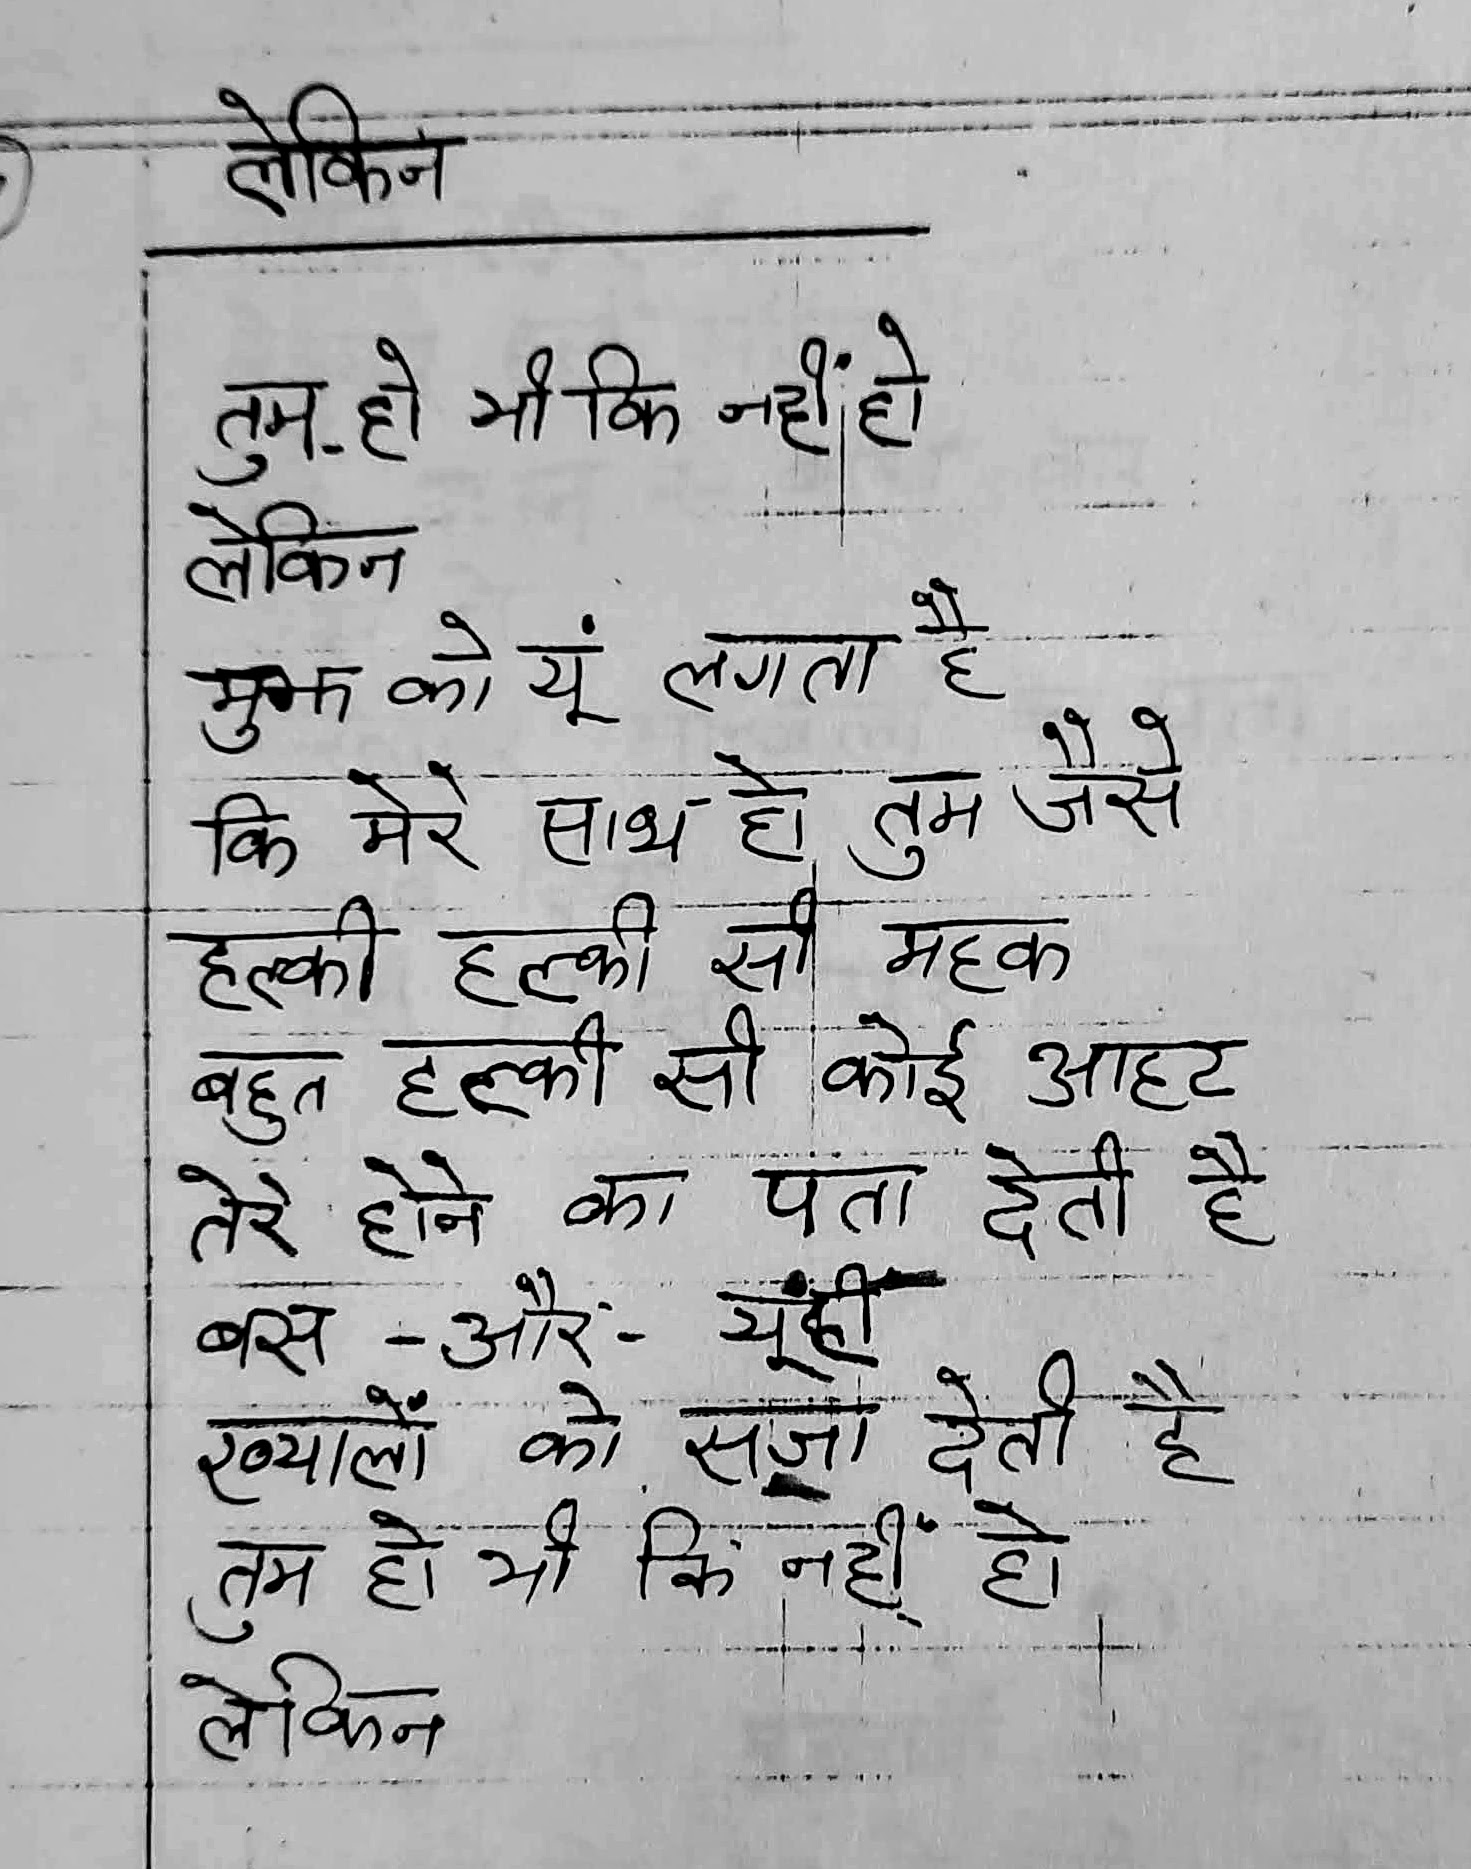 लेकिन
तुम हो भी कि नहीं हो
लेकिन
मुझ को यूं लगता है
कि मेरे साथ हो तुम जैसे
हल्की हल्की सी महक
बहुत हल्की सी कोई आहट
तेरे होने का पता देती है
बस - और - यूंही
ख्यालों को सजा देती है
तुम हो भी कि नहीं हो
लेकिन